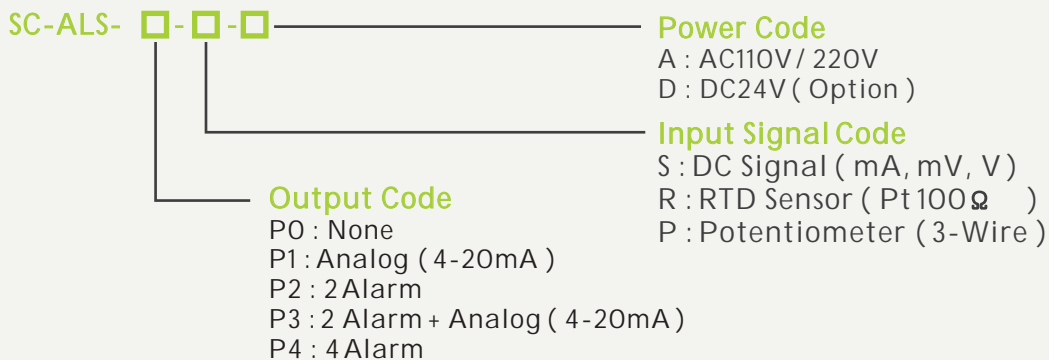 SC-ALS- □ - □ - □
Power Code
A : AC110V / 220V
D : DC24V ( Option )
Input Signal Code
S : DC Signal ( mA, mV, V )
R : RTD Sensor ( Pt 100Ω )
P : Potentiometer ( 3-Wire )
Output Code
P0 : None
P1 : Analog ( 4-20mA )
P2 : 2 Alarm
P3 : 2 Alarm + Analog ( 4-20mA )
P4 : 4 Alarm